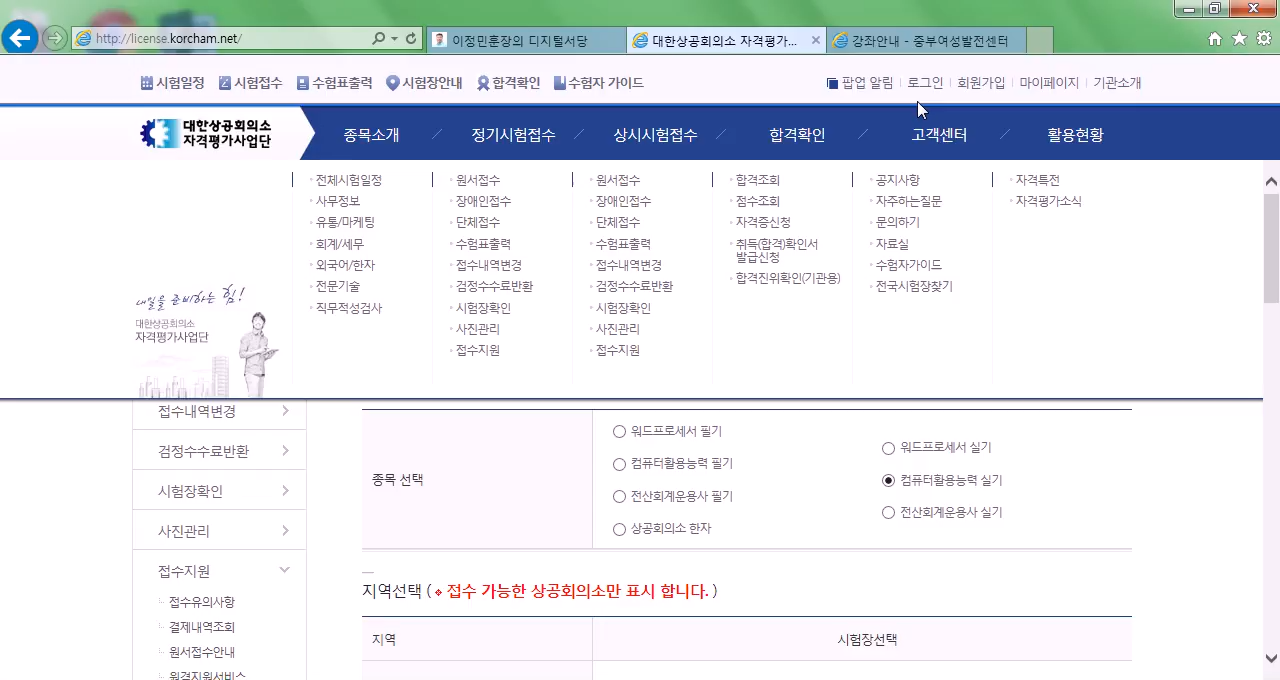 http://license.korcham.net/
이정민훈장의 디지털서당
대한상공회의소 자격평가...
강좌안내 - 중부여성발전센터
시험일정 시험접수 수험표출력 시험장안내 합격확인 수험자 가이드
팝업 알림 로그인 회원가입 마이페이지 기관소개
대한상공회의소
자격평가사업단
종목소개 정기시험접수 상시시험접수 합격확인 고객센터 활용현황
전체시험일정
사무정보
유통/마케팅
회계/세무
외국어/한자
전문기술
직무적성검사
원서접수
장애인접수
단체접수
수험표출력
접수내역변경
검정수수료반환
시험장확인
사진관리
접수지원
원서접수
장애인접수
단체접수
수험표출력
접수내역변경
검정수수료반환
시험장확인
사진관리
접수지원
합격조회
점수조회
자격증신청
취득(합격)확인서
발급신청
합격진위확인(기관용)
공지사항
자주하는질문
문의하기
자료실
수험자가이드
전국시험장찾기
자격특전
자격평가소식
내일을 준비하는 힘!
대한상공회의소
자격평가사업단
접수내역변경
검정수수료반환
시험장확인
사진관리
접수지원
접수유의사항
결제내역조회
원서접수안내
원격지원서비스
종목 선택
워드프로세서 필기
컴퓨터활용능력 필기
전산회계운용사 필기
상공회의소 한자
워드프로세서 실기
컴퓨터활용능력 실기
전산회계운용사 실기
지역선택 ( 접수 가능한 상공회의소만 표시 합니다. )
지역 시험장선택